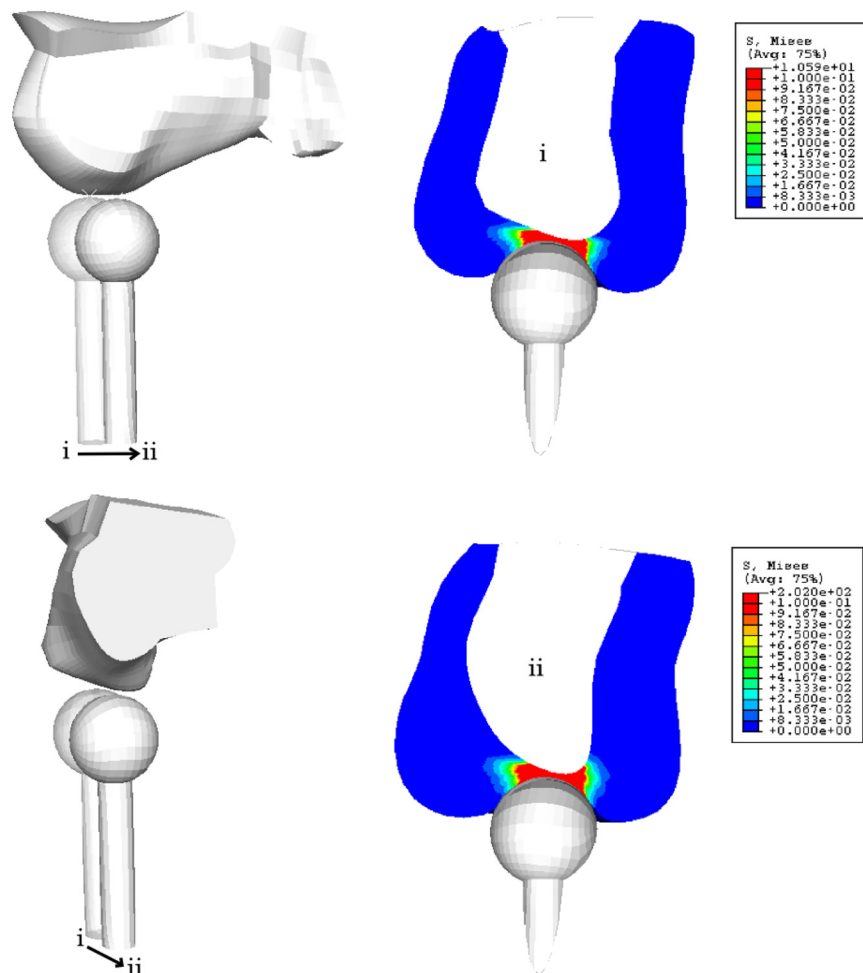 S, Mises
(Avg: 75%)
+1.059e+01
+1.000e-01
+9.167e-02
+8.333e-02
+7.500e-02
+6.667e-02
+5.833e-02
+5.000e-02
+4.167e-02
+3.333e-02
+2.500e-02
+1.667e-02
+8.333e-03
+0.000e+00
i
i ii
S, Mises
(Avg: 75%)
+2.020e+02
+1.000e-01
+9.167e-02
+8.333e-02
+7.500e-02
+6.667e-02
+5.833e-02
+5.000e-02
+4.167e-02
+3.333e-02
+2.500e-02
+1.667e-02
+8.333e-03
+0.000e+00
ii
i
ii